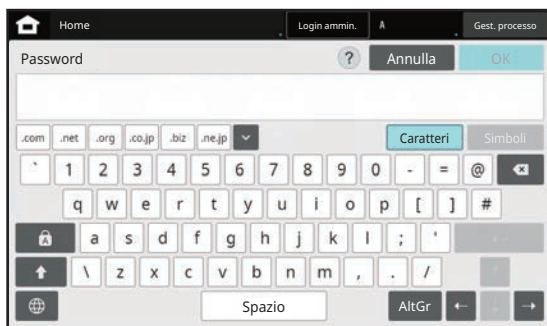 Home Login ammin. A Gest. processo
Password ? Annulla OK
.com .net .org .co.jp .biz .ne.jp Caratteri Simboli
` 1 2 3 4 5 6 7 8 9 0 - = @
q w e r t y u i o p [ ] #
A a s d f g h j k l ; '
\ z x c v b n m , . /
Spazio AltGr